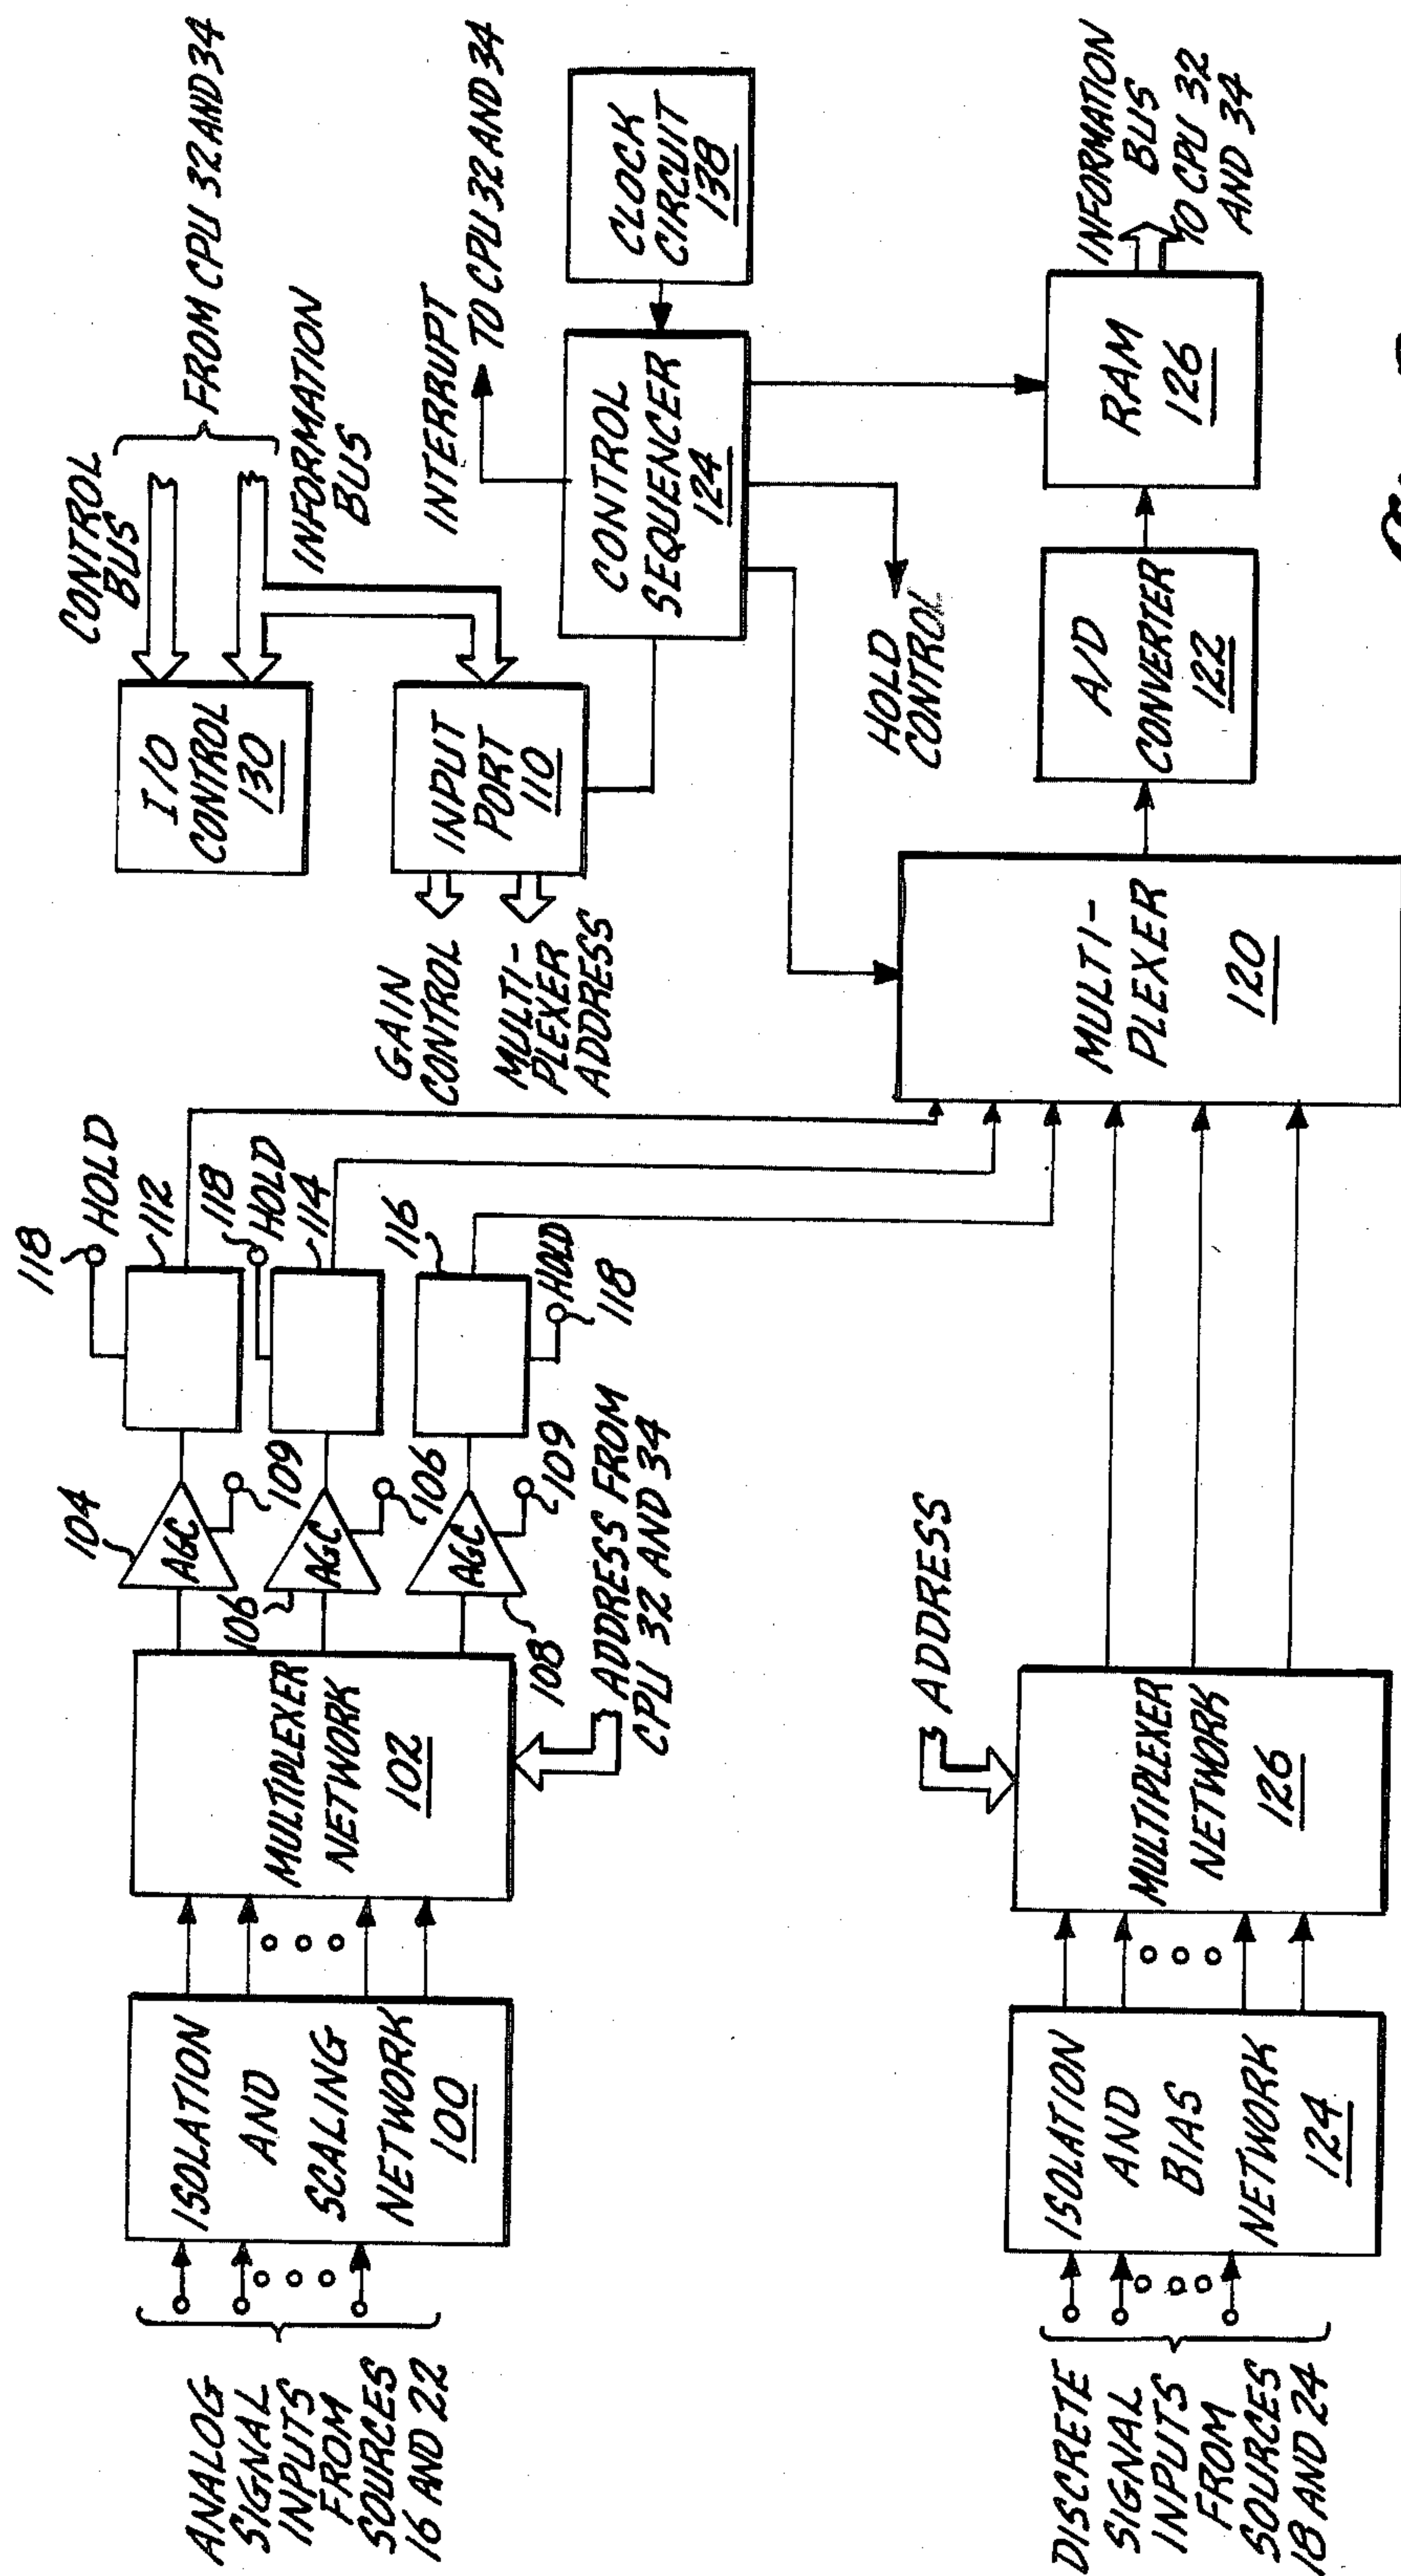 ANALOG
SIGNAL
INPUTS
FROM
SOURCES
16 AND 22
ISOLATION
AND
SCALING
NETWORK
100
MULTIPLEXER
NETWORK
102
ADDRESS FROM
CPU 32 AND 34
104
AGC
109
106
AGC
106
108
AGC
109
118
HOLD
112
118
HOLD
114
116
HOLD
118
CONTROL
BUS
FROM CPU 32 AND 34
INFORMATION
BUS
I/O
CONTROL
130
INPUT
PORT
110
GAIN
CONTROL
MULTI-
PLEXER
ADDRESS
INTERRUPT
TO CPU 32 AND 34
CONTROL
SEQUENCER
124
CLOCK
CIRCUIT
138
HOLD
CONTROL
DISCRETE
SIGNAL
INPUTS
FROM
SOURCES
18 AND 24
ISOLATION
AND
BIAS
NETWORK
124
ADDRESS
MULTIPLEXER
NETWORK
126
MULTI-
PLEXER
120
A/D
CONVERTER
122
RAM
126
INFORMATION
BUS
TO CPU 32
AND 34